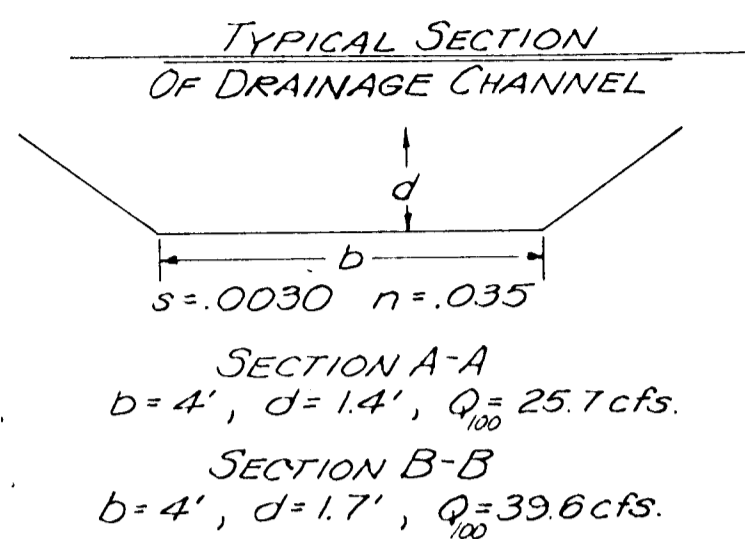 TYPICAL SECTION
OF DRAINAGE CHANNEL
d
b
s=.0030 n=.035
SECTION A-A
b=4', d=1.4', Q100=25.7cfs.
SECTION B-B
b=4', d=1.7', Q100=39.6cfs.